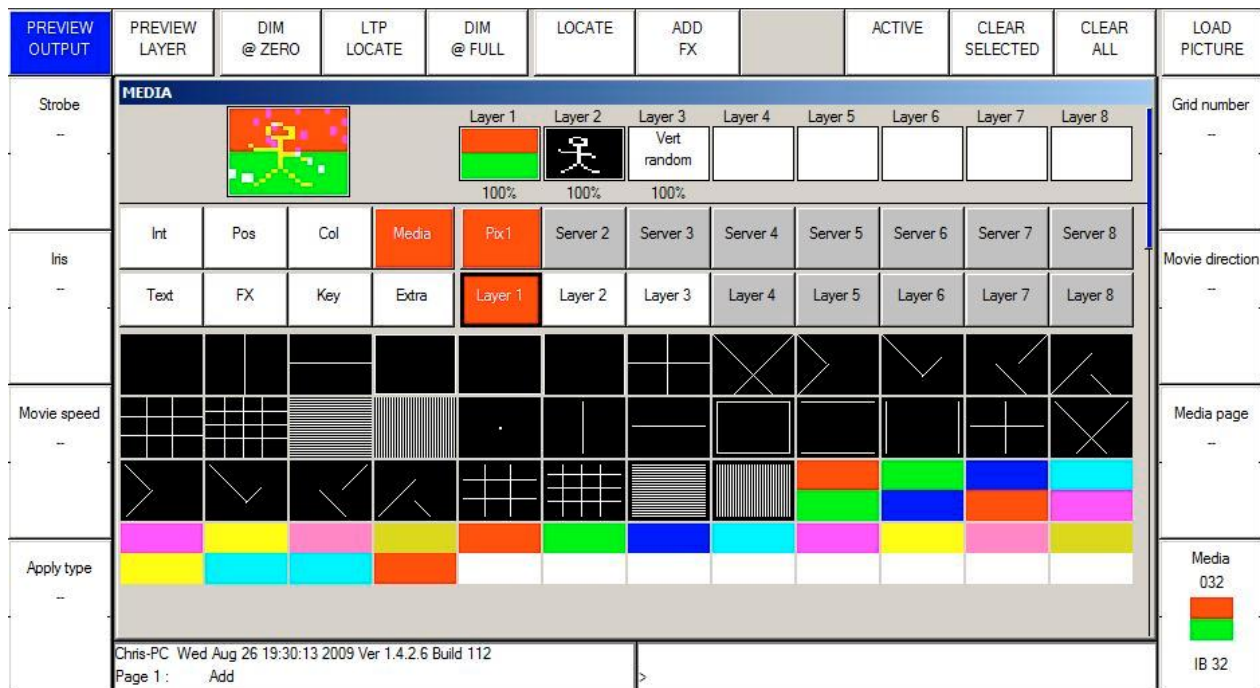 PREVIEW OUTPUT
PREVIEW LAYER
DIM @ ZERO
LTP LOCATE
DIM @ FULL
LOCATE
ADD FX
ACTIVE
CLEAR SELECTED
CLEAR ALL
LOAD PICTURE
Strobe
--
Iris
--
Movie speed
--
Apply type
--
MEDIA
Layer 1 Layer 2 Layer 3 Layer 4 Layer 5 Layer 6 Layer 7 Layer 8
Vert
random
100% 100% 100%
Int Pos Col Media Pix1 Server 2 Server 3 Server 4 Server 5 Server 6 Server 7 Server 8
Text FX Key Extra Layer 1 Layer 2 Layer 3 Layer 4 Layer 5 Layer 6 Layer 7 Layer 8
Grid number
--
Movie direction
--
Media page
--
Media
032
IB 32
Chris-PC Wed Aug 26 19:30:13 2009 Ver 1.4.2.6 Build 112
Page 1 : Add
>